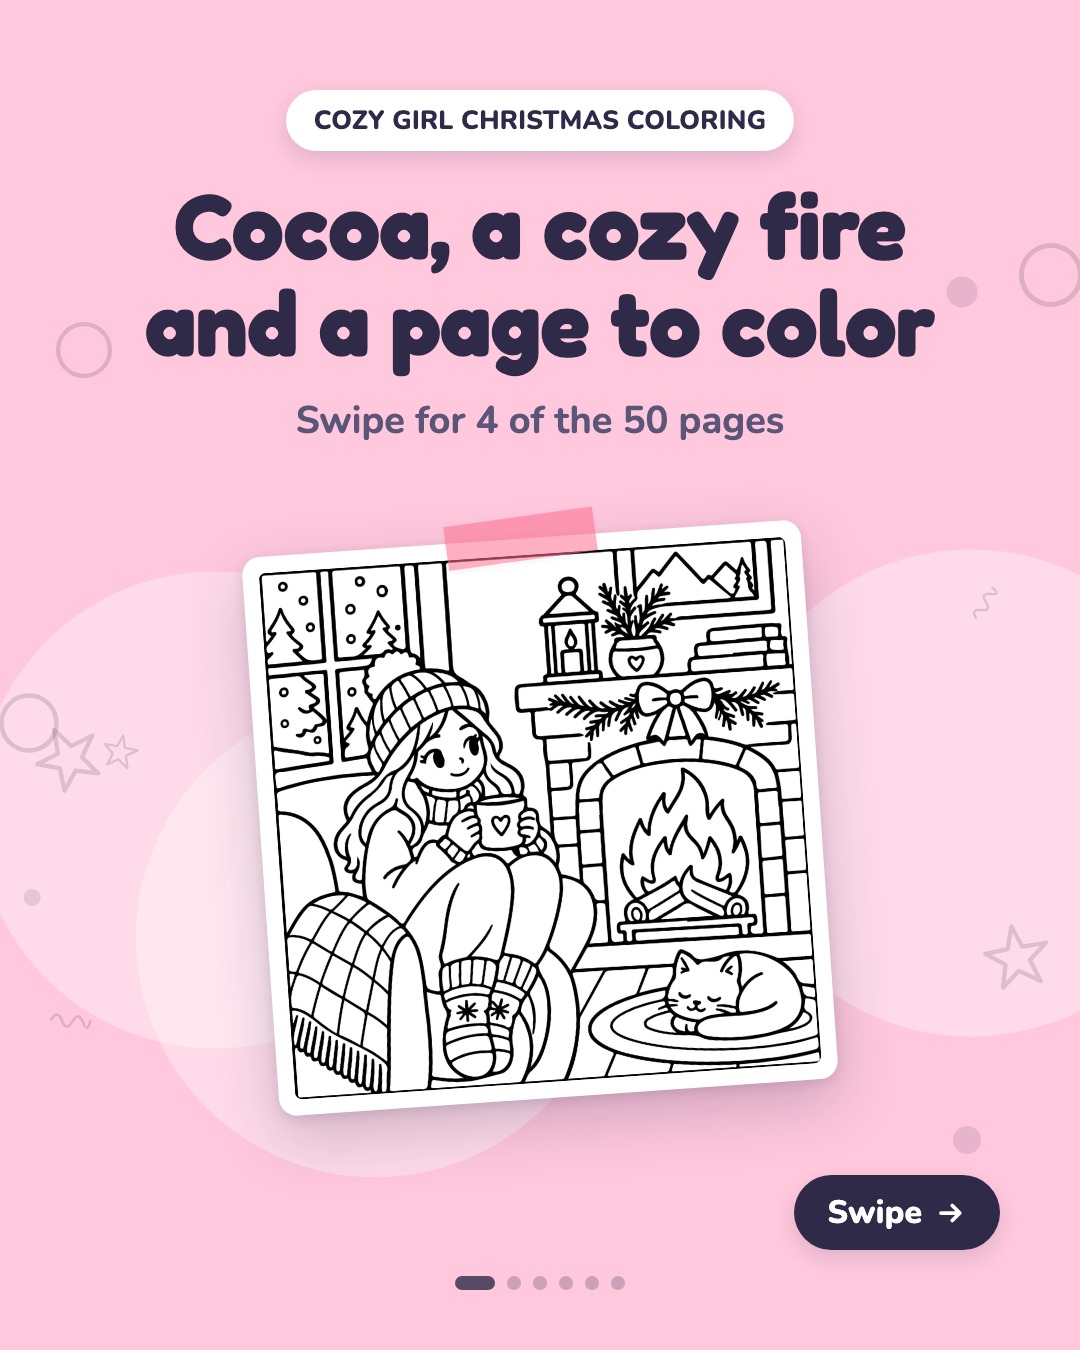 COZY GIRL CHRISTMAS COLORING
Cocoa, a cozy fire
and a page to color
Swipe for 4 of the 50 pages
Swipe →